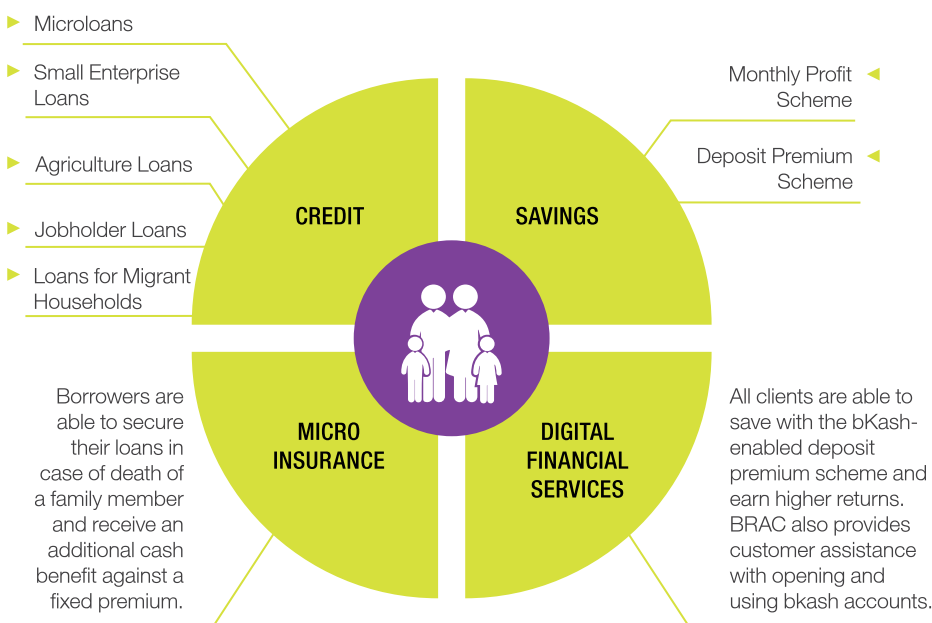 Microloans
Small Enterprise
Loans
Agriculture Loans
Jobholder Loans
Loans for Migrant
Households
CREDIT
SAVINGS
Monthly Profit
Scheme
Deposit Premium
Scheme
MICRO
INSURANCE
Borrowers are
able to secure
their loans in
case of death of
a family member
and receive an
additional cash
benefit against a
fixed premium.
DIGITAL
FINANCIAL
SERVICES
All clients are able to
save with the bKash-
enabled deposit
premium scheme and
earn higher returns.
BRAC also provides
customer assistance
with opening and
using bkash accounts.